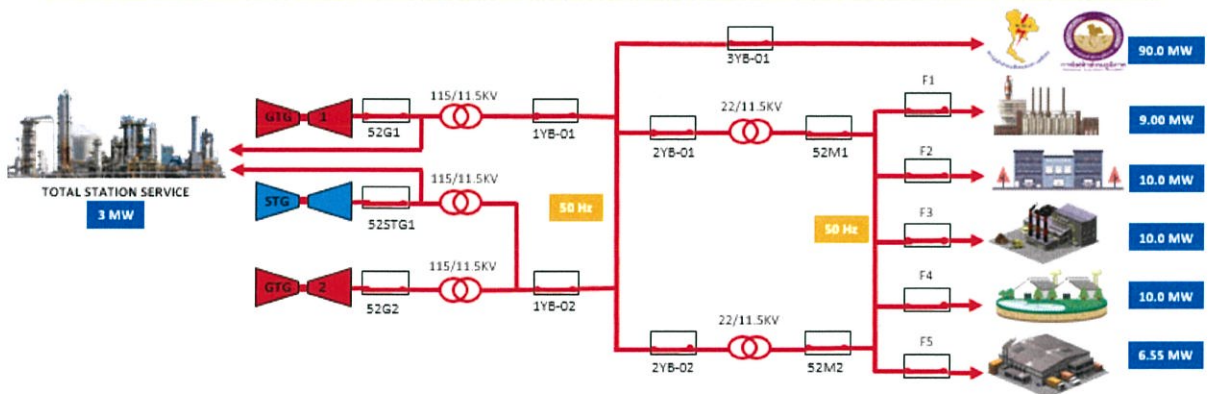 3YB-01
90.0 MW
115/11.5KV
F1
GTG 1
52G1
1YB-01
22/11.5KV
2YB-01
52M1
9.00 MW
F2
TOTAL STATION SERVICE
3 MW
115/11.5KV
STG
52STG1
50 Hz
50 Hz
10.0 MW
F3
10.0 MW
115/11.5KV
GTG 2
52G2
1YB-02
F4
10.0 MW
22/11.5KV
2YB-02
52M2
F5
6.55 MW